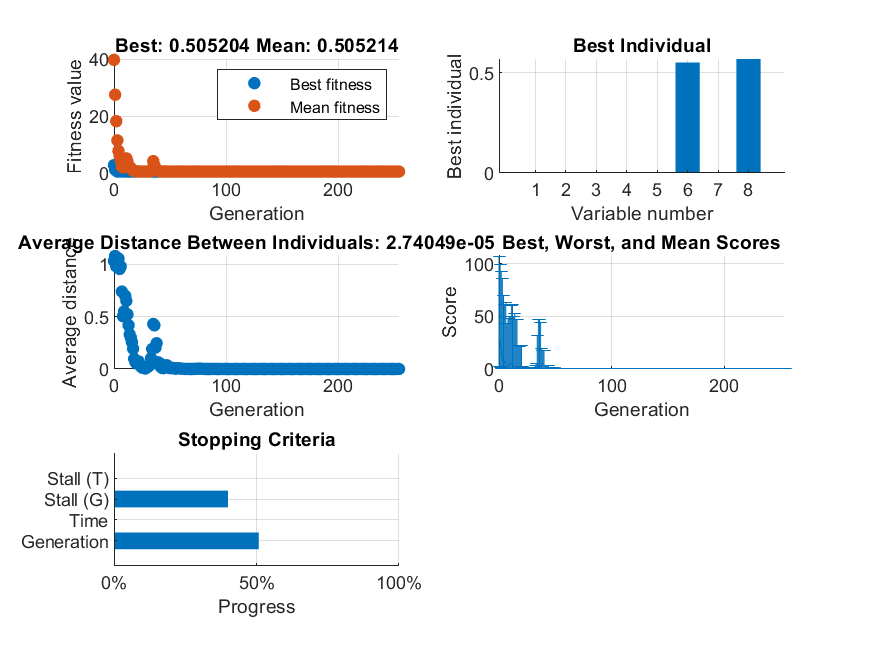 Best: 0.505204 Mean: 0.505214
Fitness value
40
20
0
Best fitness
Mean fitness
0 100 200
Generation
Best Individual
Best individual
0.5
0
1 2 3 4 5 6 7 8
Variable number
Average Distance Between Individuals: 2.74049e-05
Average distance
1
0.5
0
0 100 200
Generation
Best, Worst, and Mean Scores
Score
100
50
0
0 100 200
Generation
Stopping Criteria
Stall (T)
Stall (G)
Time
Generation
0% 50% 100%
Progress